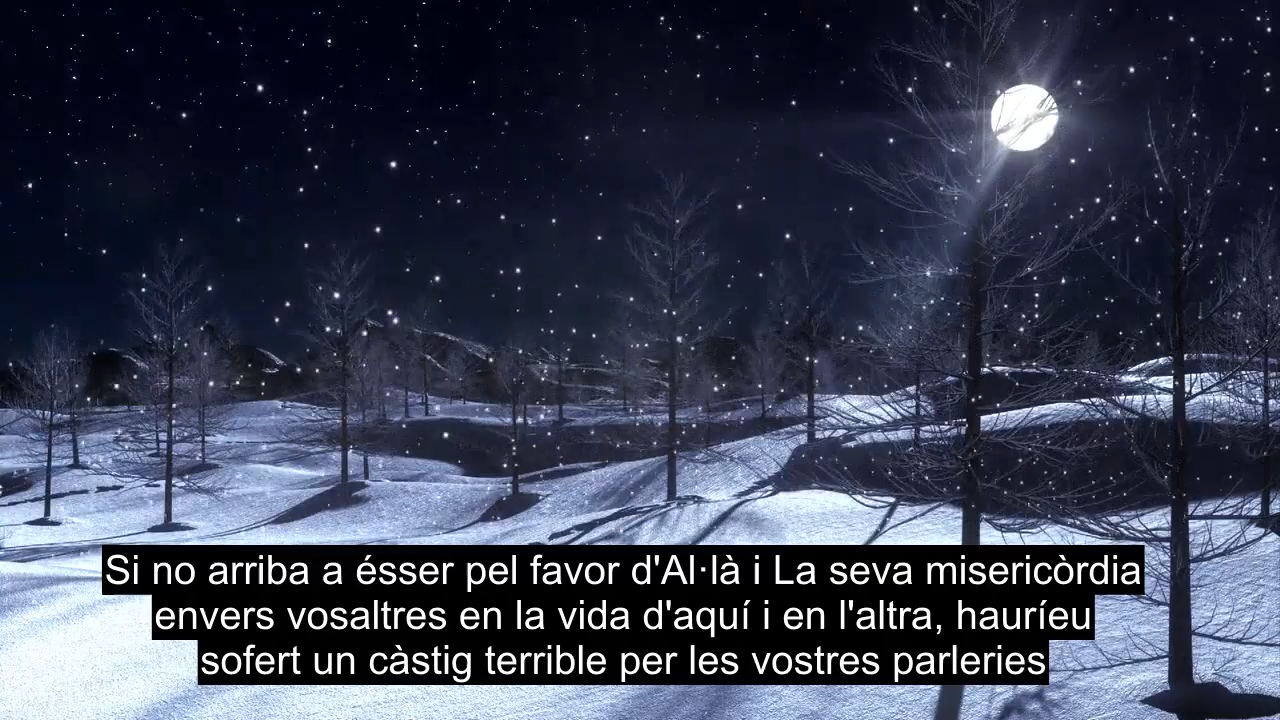 Si no arriba a ésser pel favor d'Al·là i La seva misericòrdia
envers vosaltres en la vida d'aquí i en l'altra, hauríeu
sofert un càstig terrible per les vostres parleries